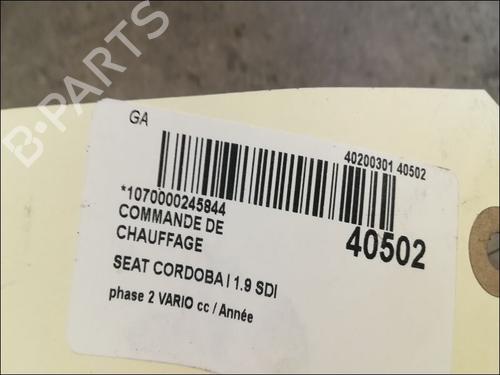 B-PARTS
GA
40200301 40502
*1070000245844
COMMANDE DE
CHAUFFAGE
40502
SEAT CORDOBA I 1.9 SDI
phase 2 VARIO cc / Année